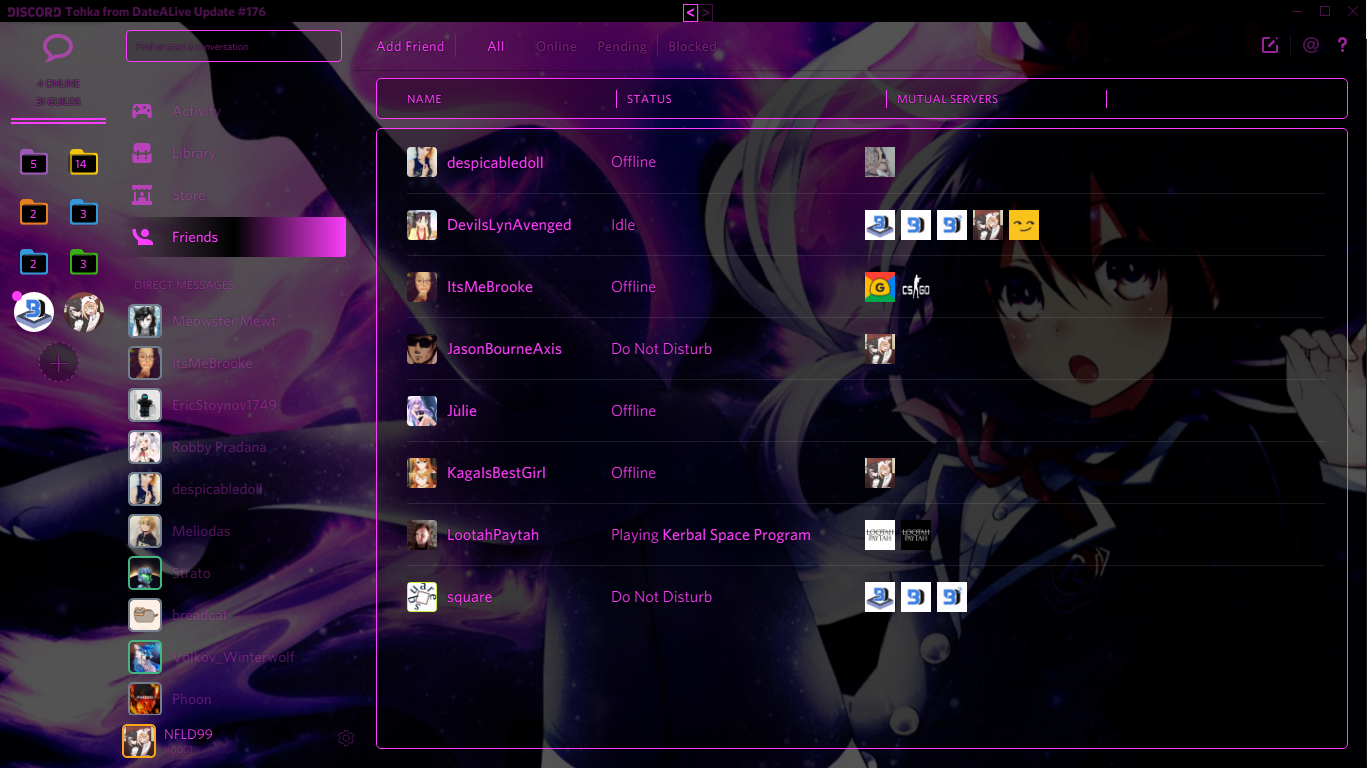 DISCORD Tohka from DateALive Update #176
< >
Find or start a conversation
Add Friend All Online Pending Blocked
@ ?
4 ONLINE
31 GUILDS
5 14
2 3
2 3
Activity
Library
Store
Friends
DIRECT MESSAGES
Meowster Mewt
ItsMeBrooke
EricStoynov1749
Robby Pradana
despicabledoll
Meliodas
Strato
breadcat
Volkov_Winterwolf
Phoon
NFLD99
NAME STATUS MUTUAL SERVERS
despicabledoll Offline
DevilsLynAvenged Idle
ItsMeBrooke Offline G CS GO
JasonBourneAxis Do Not Disturb
Jùlie Offline
KagaIsBestGirl Offline
LootahPaytah Playing Kerbal Space Program LOOTAH PAYTAH LOOTAH PAYTAH
square Do Not Disturb